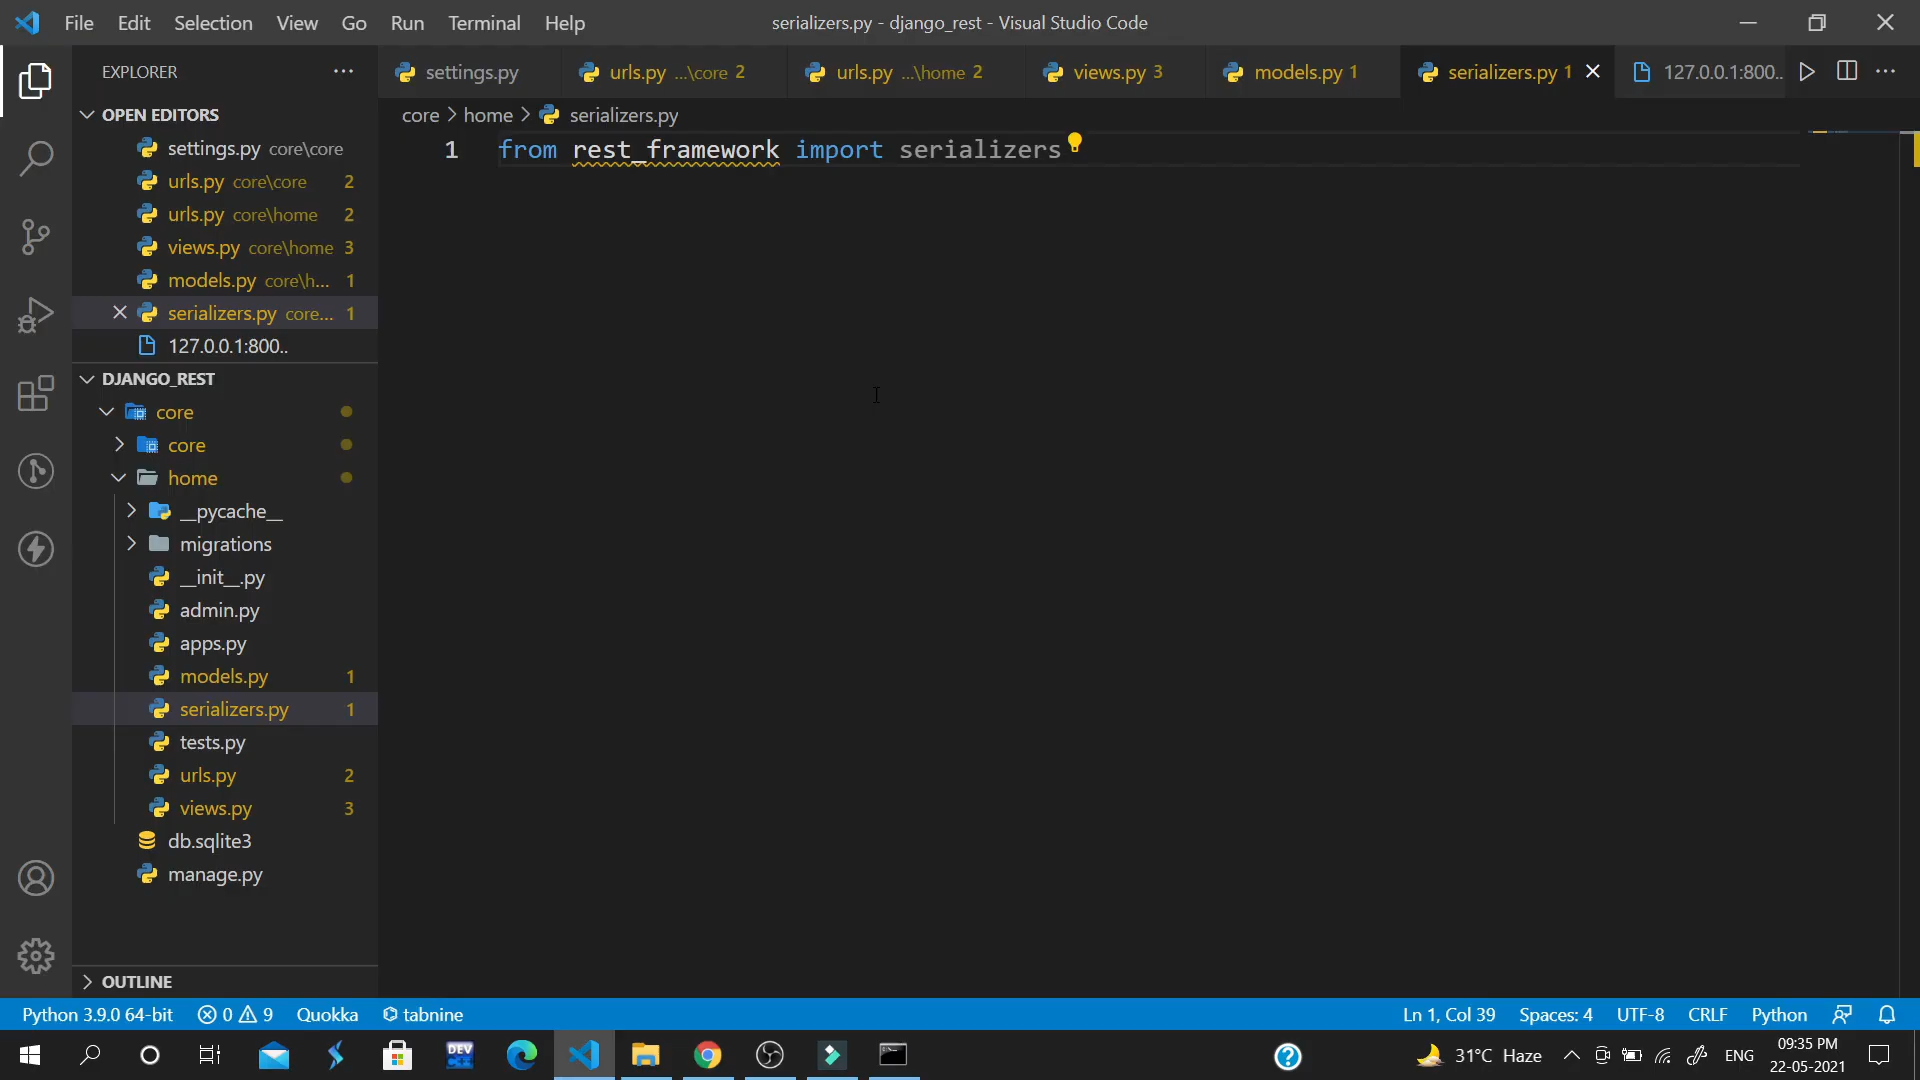 File Edit Selection View Go Run Terminal Help
serializers.py - django_rest - Visual Studio Code
EXPLORER
settings.py
urls.py ...\core 2
urls.py ...\home 2
views.py 3
models.py 1
serializers.py 1
127.0.0.1:800..
OPEN EDITORS
settings.py core\core
urls.py core\core 2
urls.py core\home 2
views.py core\home 3
models.py core\h... 1
serializers.py core... 1
127.0.0.1:800..
DJANGO_REST
core
core
home
__pycache__
migrations
__init__.py
admin.py
apps.py
models.py 1
serializers.py 1
tests.py
urls.py 2
views.py 3
db.sqlite3
manage.py
OUTLINE
core > home > serializers.py
1 from rest_framework import serializers
Python 3.9.0 64-bit 0 9 Quokka tabnine
Ln 1, Col 39 Spaces: 4 UTF-8 CRLF Python
DEV
31°C Haze
ENG
09:35 PM
22-05-2021